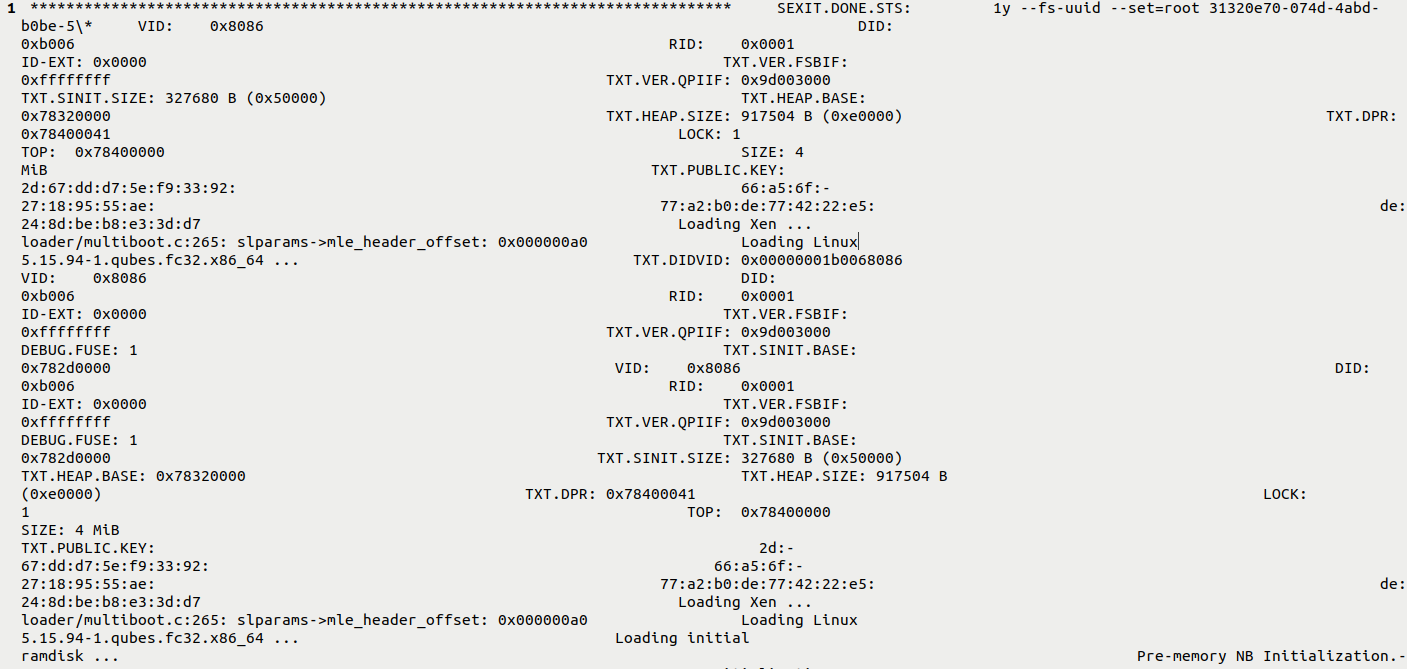 1 ****************************************************************************** SEXIT.DONE.STS: 1y --fs-uuid --set=root 31320e70-074d-4abd-
b0be-5\* VID: 0x8086 DID:
0xb006 RID: 0x0001
ID-EXT: 0x0000 TXT.VER.FSBIF:
0xffffffff TXT.VER.QPIIF: 0x9d003000
TXT.SINIT.SIZE: 327680 B (0x50000) TXT.HEAP.BASE:
0x78320000 TXT.HEAP.SIZE: 917504 B (0xe0000) TXT.DPR:
0x78400041 LOCK: 1
TOP: 0x78400000 SIZE: 4
MiB TXT.PUBLIC.KEY:
2d:67:dd:d7:5e:f9:33:92: 66:a5:6f:-
27:18:95:55:ae: 77:a2:b0:de:77:42:22:e5: de:
24:8d:be:b8:e3:3d:d7 Loading Xen ...
loader/multiboot.c:265: slparams->mle_header_offset: 0x000000a0 Loading Linux
5.15.94-1.qubes.fc32.x86_64 ... TXT.DIDVID: 0x00000001b0068086
VID: 0x8086 DID:
0xb006 RID: 0x0001
ID-EXT: 0x0000 TXT.VER.FSBIF:
0xffffffff TXT.VER.QPIIF: 0x9d003000
DEBUG.FUSE: 1 TXT.SINIT.BASE:
0x782d0000 VID: 0x8086 DID:
0xb006 RID: 0x0001
ID-EXT: 0x0000 TXT.VER.FSBIF:
0xffffffff TXT.VER.QPIIF: 0x9d003000
DEBUG.FUSE: 1 TXT.SINIT.BASE:
0x782d0000 TXT.SINIT.SIZE: 327680 B (0x50000)
TXT.HEAP.BASE: 0x78320000 TXT.HEAP.SIZE: 917504 B
(0xe0000) TXT.DPR: 0x78400041 LOCK:
1 TOP: 0x78400000
SIZE: 4 MiB
TXT.PUBLIC.KEY: 2d:-
67:dd:d7:5e:f9:33:92: 66:a5:6f:-
27:18:95:55:ae: 77:a2:b0:de:77:42:22:e5: de:
24:8d:be:b8:e3:3d:d7 Loading Xen ...
loader/multiboot.c:265: slparams->mle_header_offset: 0x000000a0 Loading Linux
5.15.94-1.qubes.fc32.x86_64 ... Loading initial
ramdisk ... Pre-memory NB Initialization.-